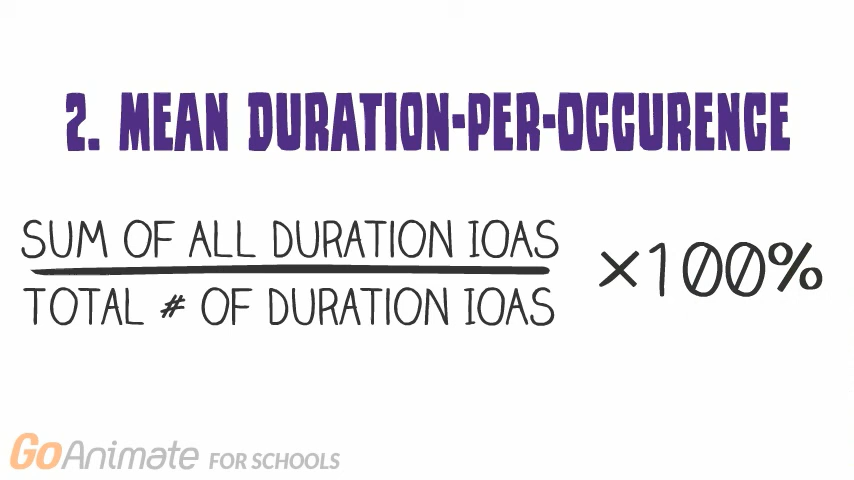 2. MEAN DURATION-PER-OCCURENCE
SUM OF ALL DURATION IOAS
TOTAL # OF DURATION IOAS
×100%
GoAnimate FOR SCHOOLS